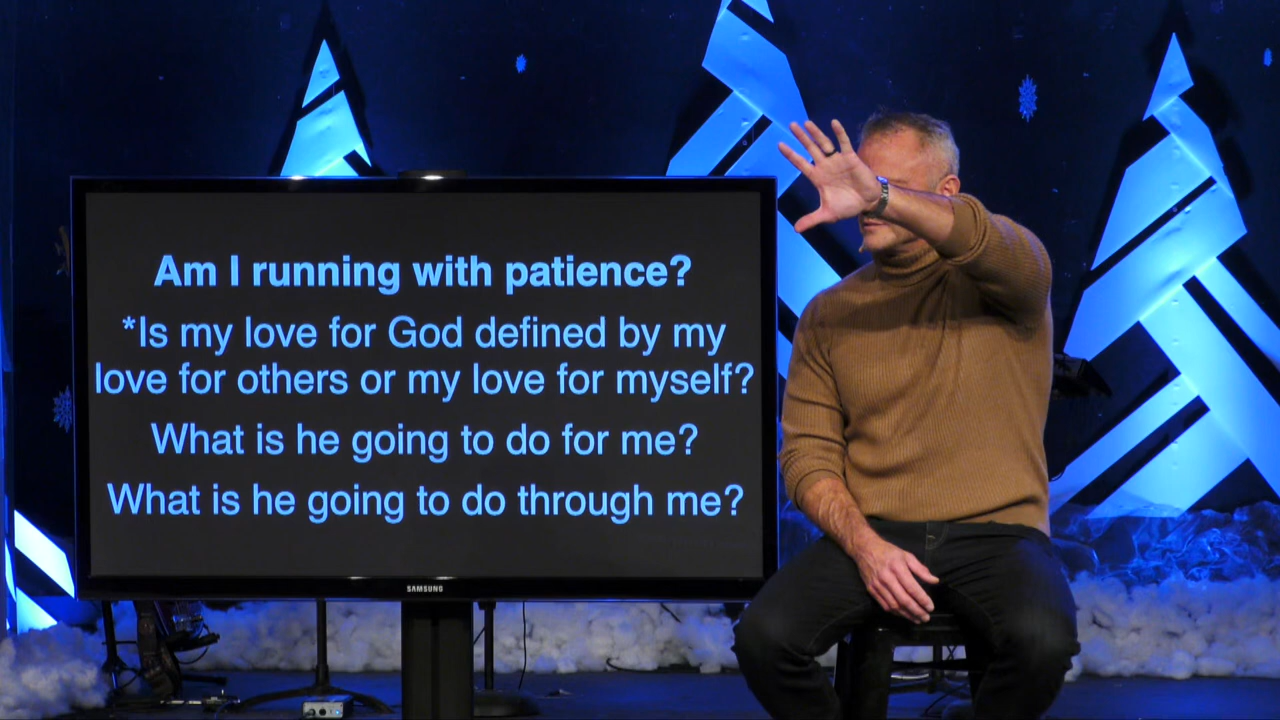 Am I running with patience?
*Is my love for God defined by my
love for others or my love for myself?
What is he going to do for me?
What is he going to do through me?
SAMSUNG